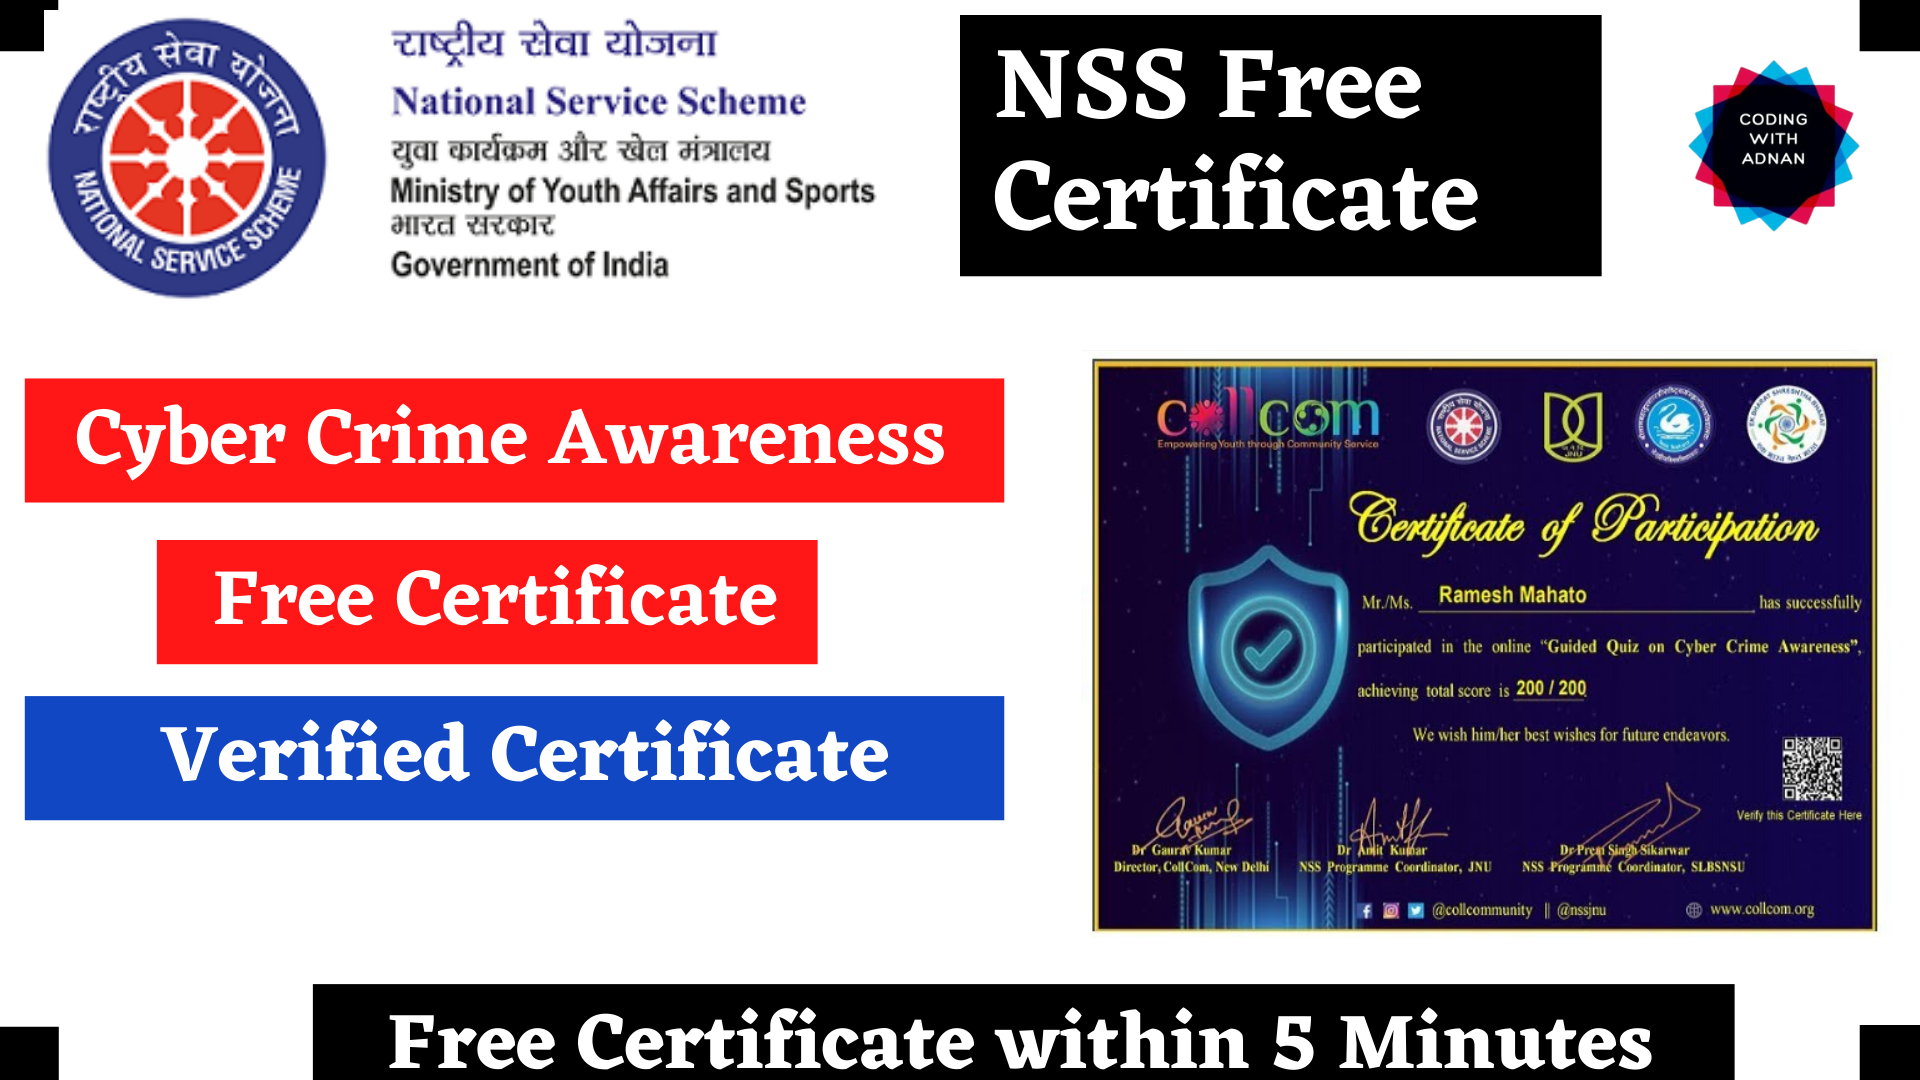 राष्ट्रीय सेवा योजना
NATIONAL SERVICE SCHEME
राष्ट्रीय सेवा योजना
National Service Scheme
युवा कार्यक्रम और खेल मंत्रालय
Ministry of Youth Affairs and Sports
भारत सरकार
Government of India
NSS Free
Certificate
CODING
WITH
ADNAN
Cyber Crime Awareness
Free Certificate
Verified Certificate
collcom
Empowering Youth through Community Service
JNU
Certificate of Participation
Mr./Ms. Ramesh Mahato has successfully
participated in the online “Guided Quiz on Cyber Crime Awareness”,
achieving total score is 200 / 200
We wish him/her best wishes for future endeavors.
Verify this Certificate Here
Dr Gaurav Kumar
Director, CollCom, New Delhi
Dr Amit Kumar
NSS Programme Coordinator, JNU
Dr Prem Singh Sikarwar
NSS Programme Coordinator, SLBSNSU
@collcommunity || @nssjnu
www.collcom.org
Free Certificate within 5 Minutes